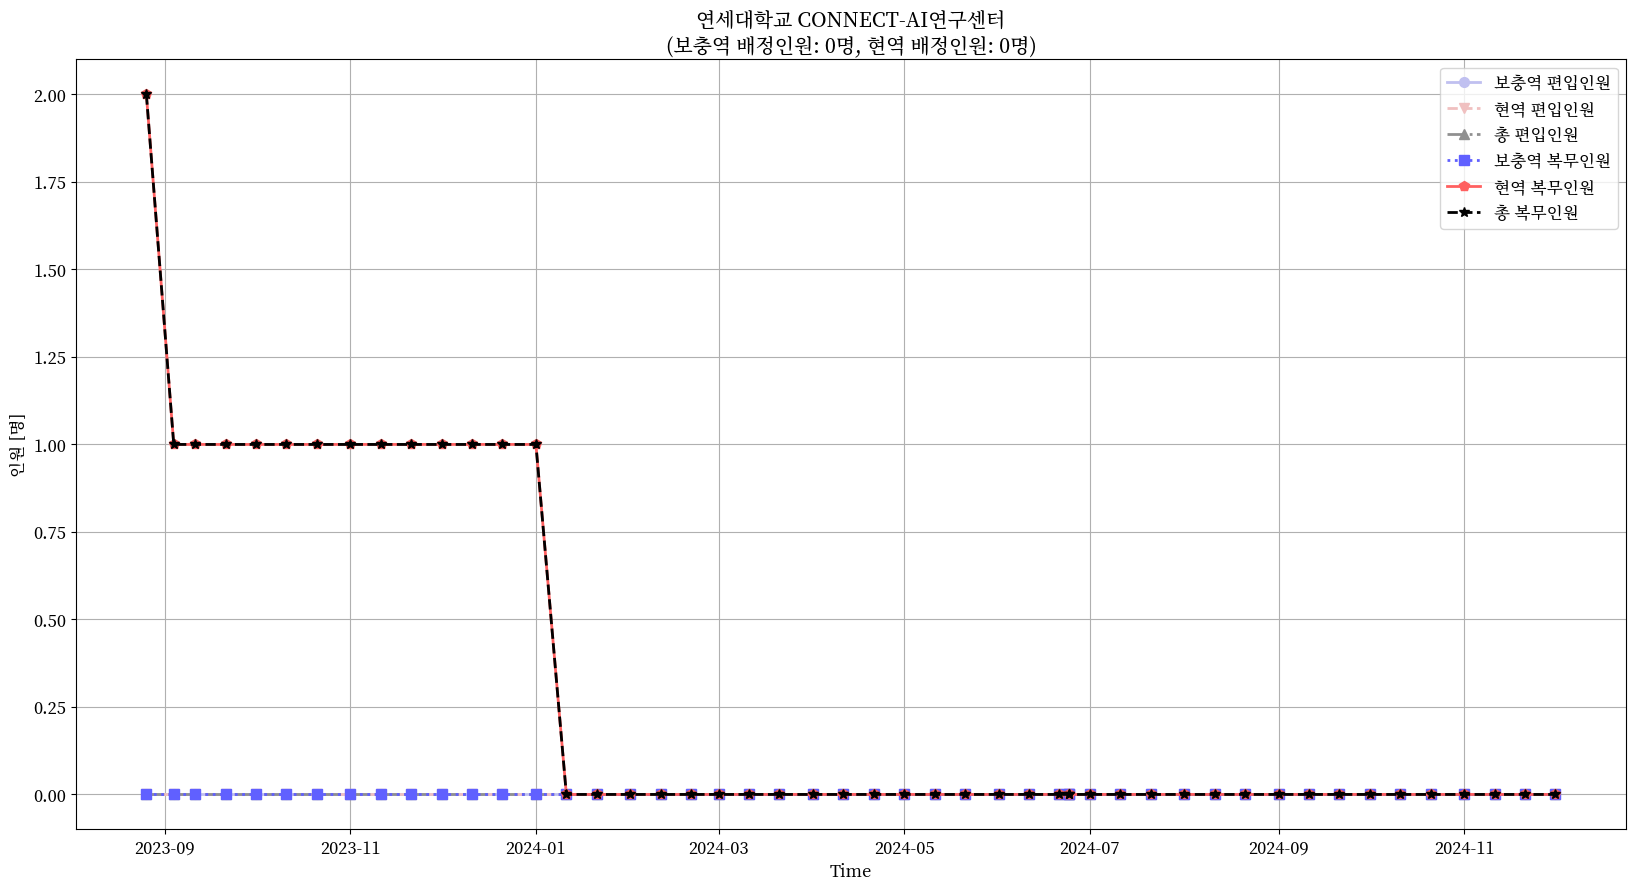 연세대학교 CONNECT-AI연구센터
(보충역 배정인원: 0명, 현역 배정인원: 0명)
보충역 편입인원
현역 편입인원
총 편입인원
보충역 복무인원
현역 복무인원
총 복무인원
인원 [명]
2.00
1.75
1.50
1.25
1.00
0.75
0.50
0.25
0.00
2023-09 2023-11 2024-01 2024-03 2024-05 2024-07 2024-09 2024-11
Time